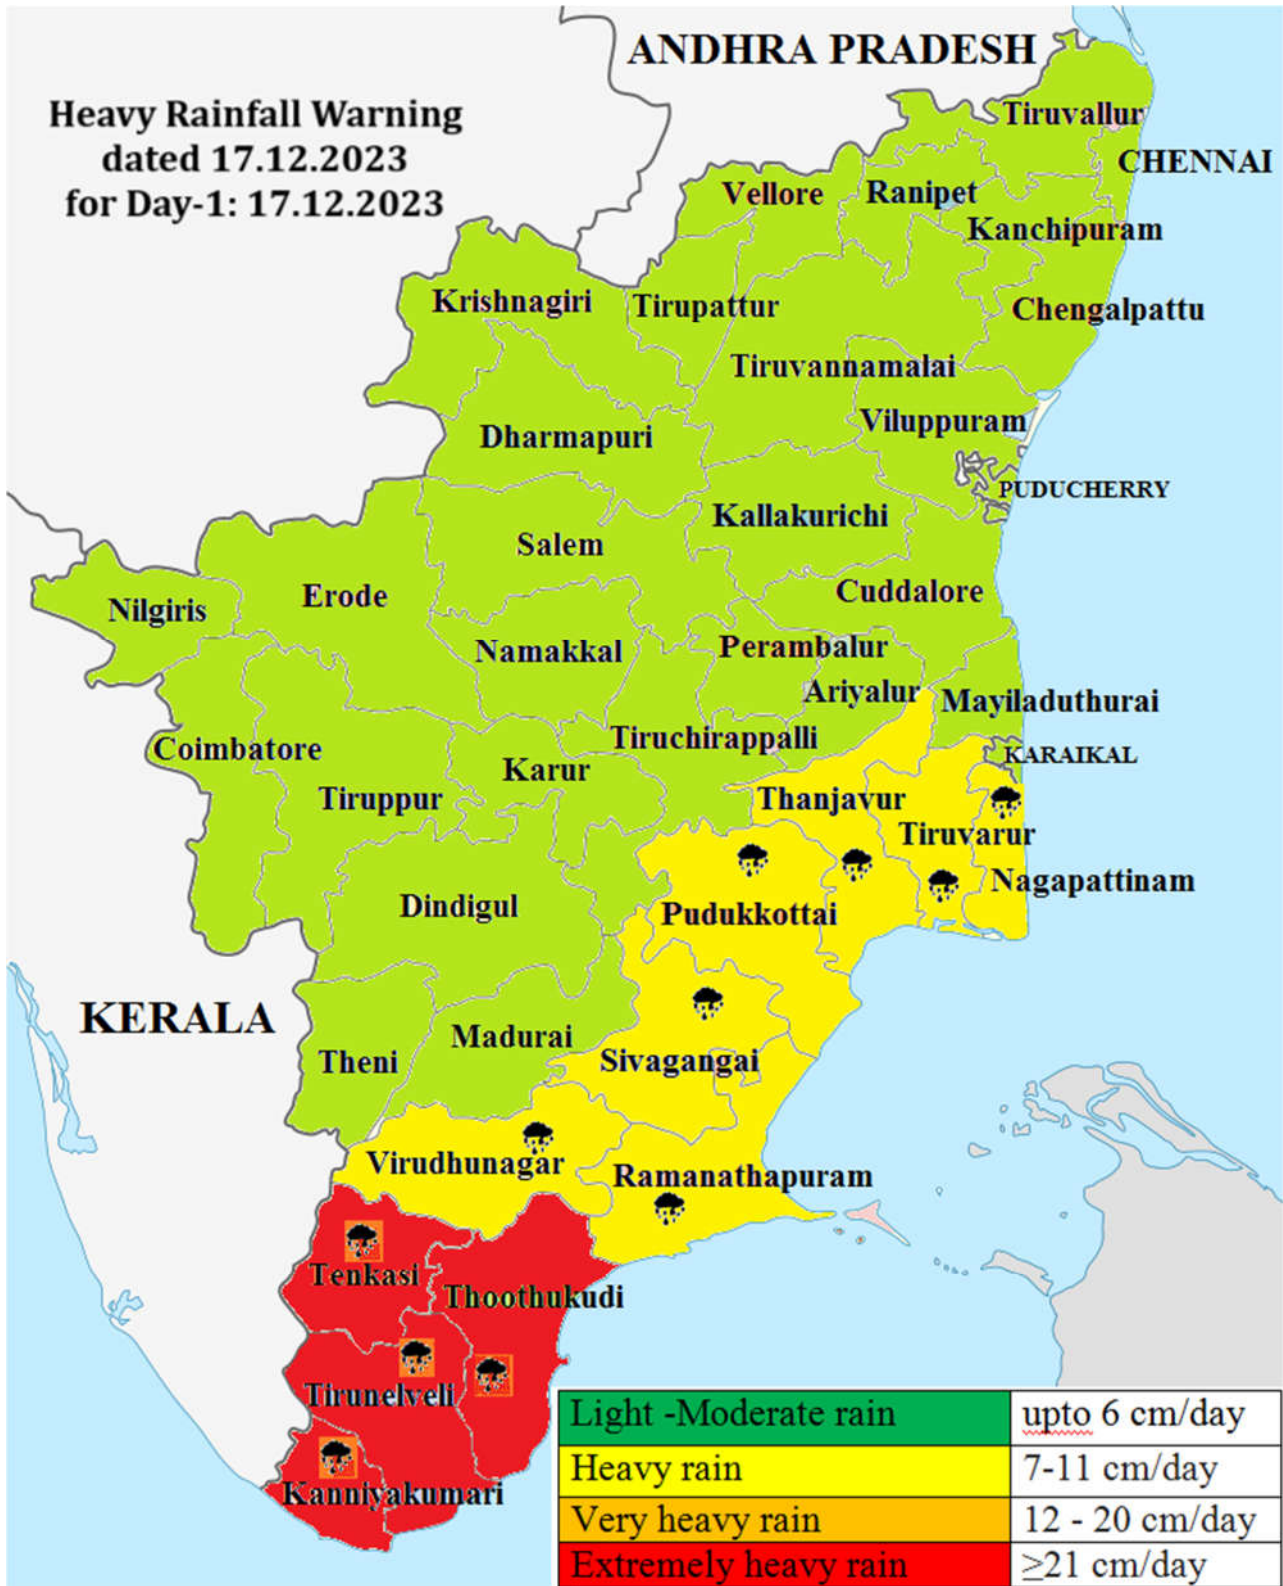 ANDHRA PRADESH
Heavy Rainfall Warning
dated 17.12.2023
for Day-1: 17.12.2023
Tiruvallur
CHENNAI
Vellore
Ranipet
Kanchipuram
Krishnagiri
Tirupattur
Chengalpattu
Tiruvannamalai
Viluppuram
Dharmapuri
PUDUCHERRY
Kallakurichi
Salem
Cuddalore
Erode
Nilgiris
Perambalur
Namakkal
Ariyalur
Mayiladuthurai
Tiruchirappalli
Coimbatore
KARAIKAL
Karur
Tiruppur
Thanjavur
Tiruvarur
Nagapattinam
Dindigul
Pudukkottai
KERALA
Madurai
Theni
Sivagangai
Virudhunagar
Ramanathapuram
Tenkasi
Thoothukudi
Tirunelveli
Kanniyakumari
Light -Moderate rain upto 6 cm/day
Heavy rain 7-11 cm/day
Very heavy rain 12 - 20 cm/day
Extremely heavy rain ≥21 cm/day